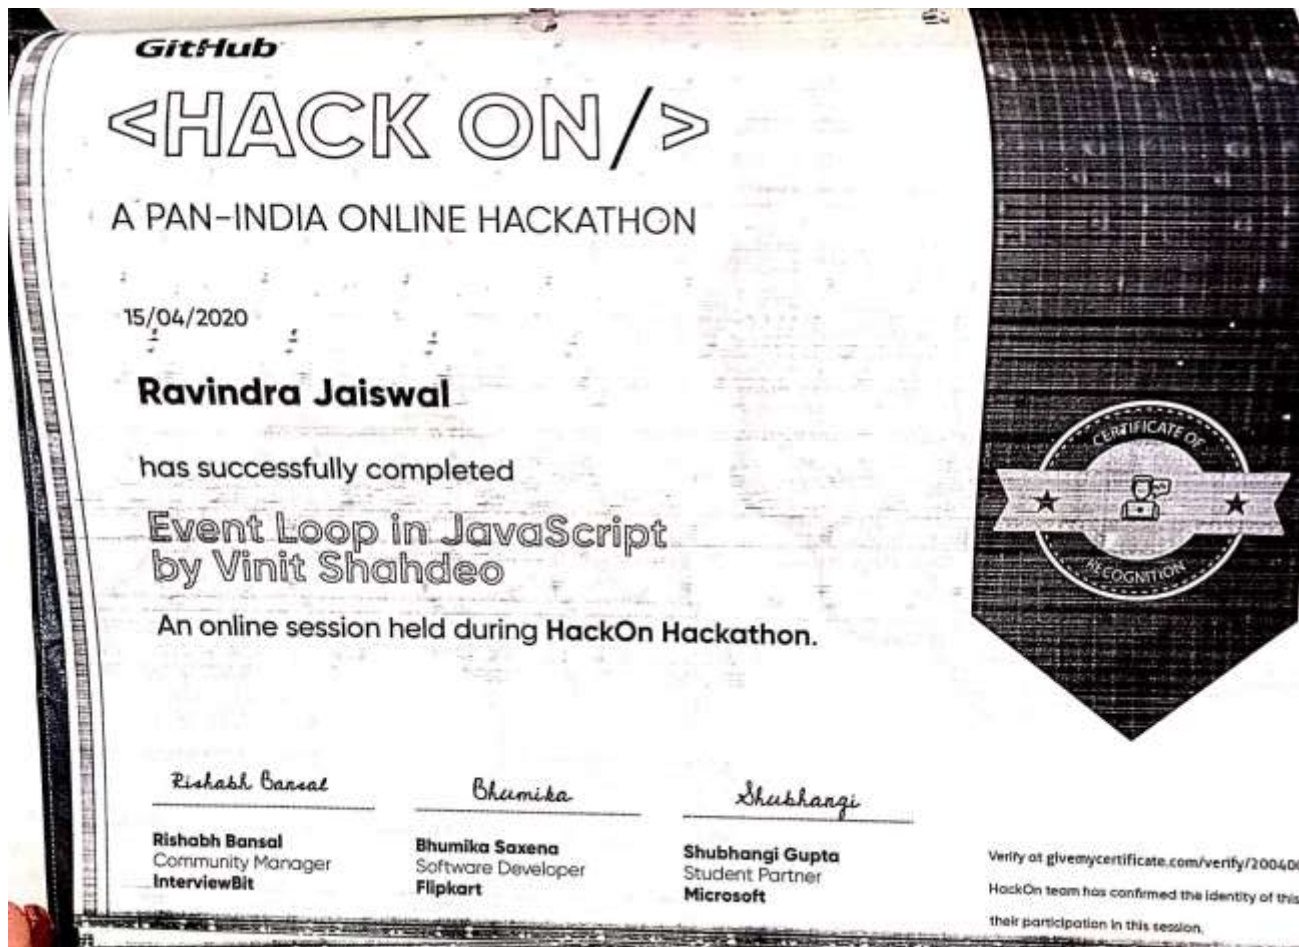 GitHub
<HACK ON/>
A PAN-INDIA ONLINE HACKATHON
15/04/2020
Ravindra Jaiswal
has successfully completed
Event Loop in JavaScript
by Vinit Shahdeo
An online session held during HackOn Hackathon.
CERTIFICATE OF
RECOGNITION
Rishabh Bansal
Bhumika
Shubhangi
Rishabh Bansal
Community Manager
InterviewBit
Bhumika Saxena
Software Developer
Flipkart
Shubhangi Gupta
Student Partner
Microsoft
Verify at givemycertificate.com/verify/20040
HackOn team has confirmed the identity of this
their participation in this session.